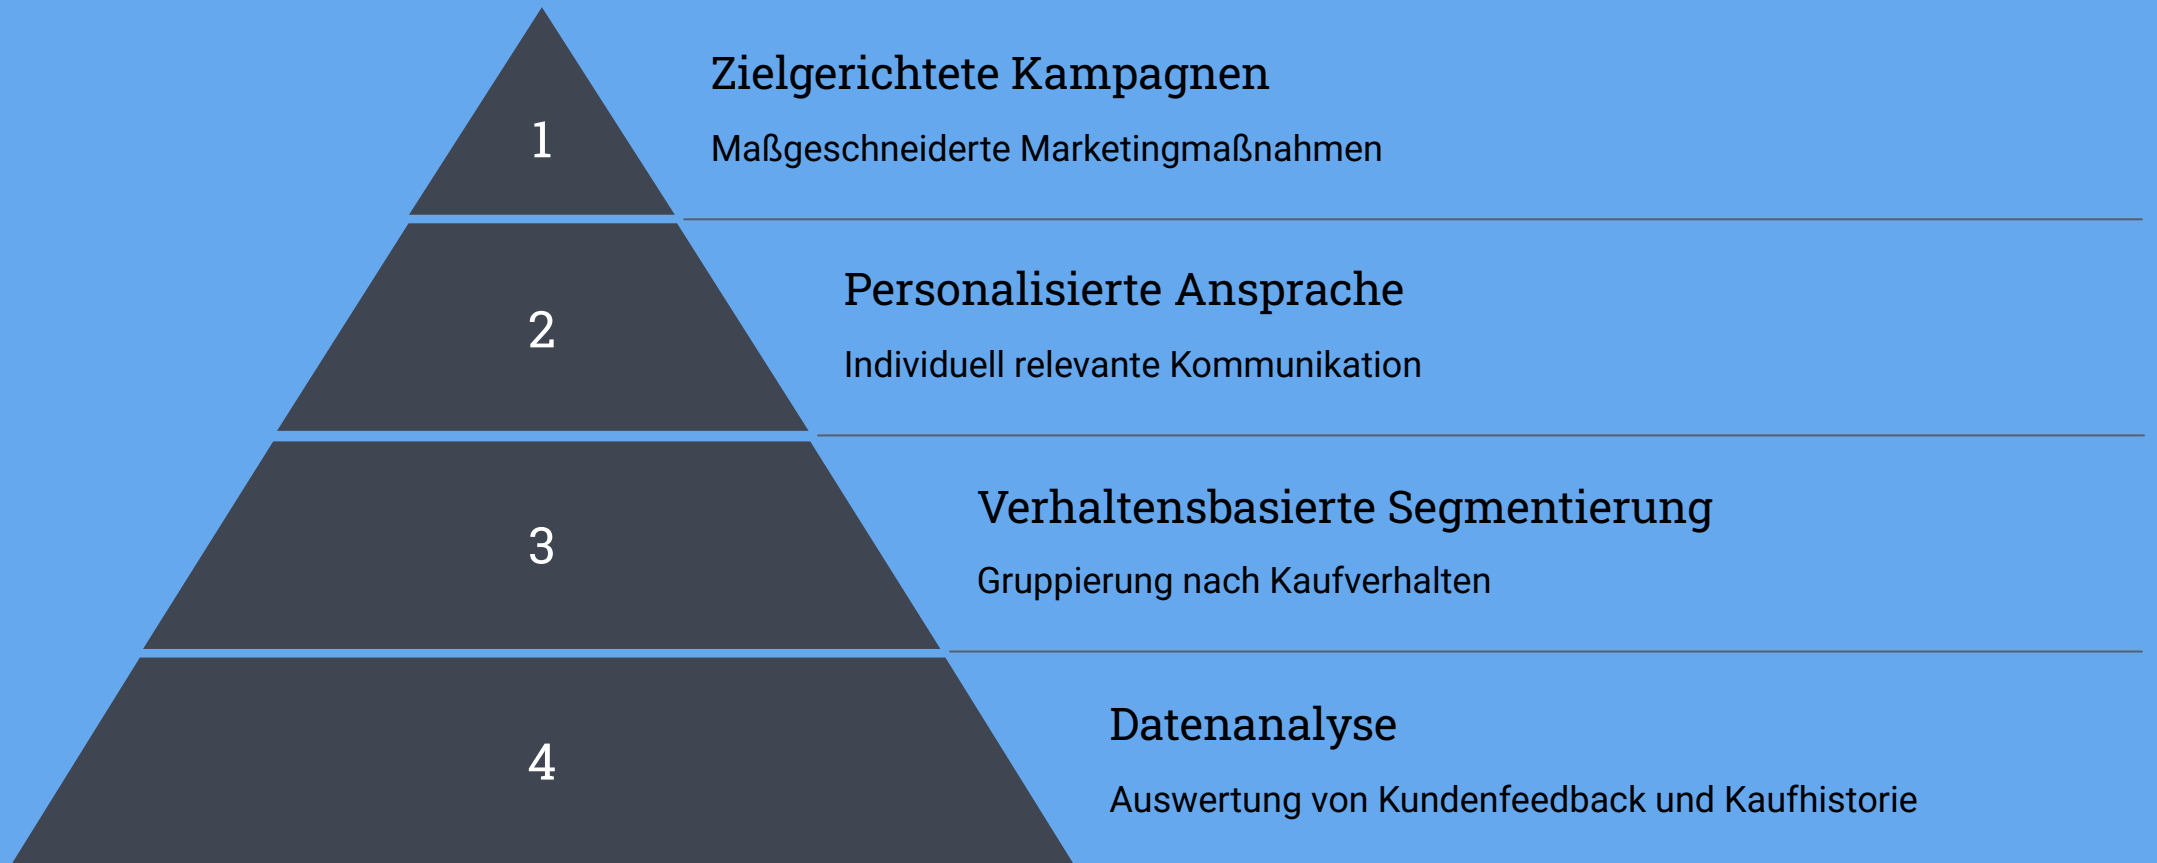 1
Zielgerichtete Kampagnen
Maßgeschneiderte Marketingmaßnahmen
2
Personalisierte Ansprache
Individuell relevante Kommunikation
3
Verhaltensbasierte Segmentierung
Gruppierung nach Kaufverhalten
4
Datenanalyse
Auswertung von Kundenfeedback und Kaufhistorie